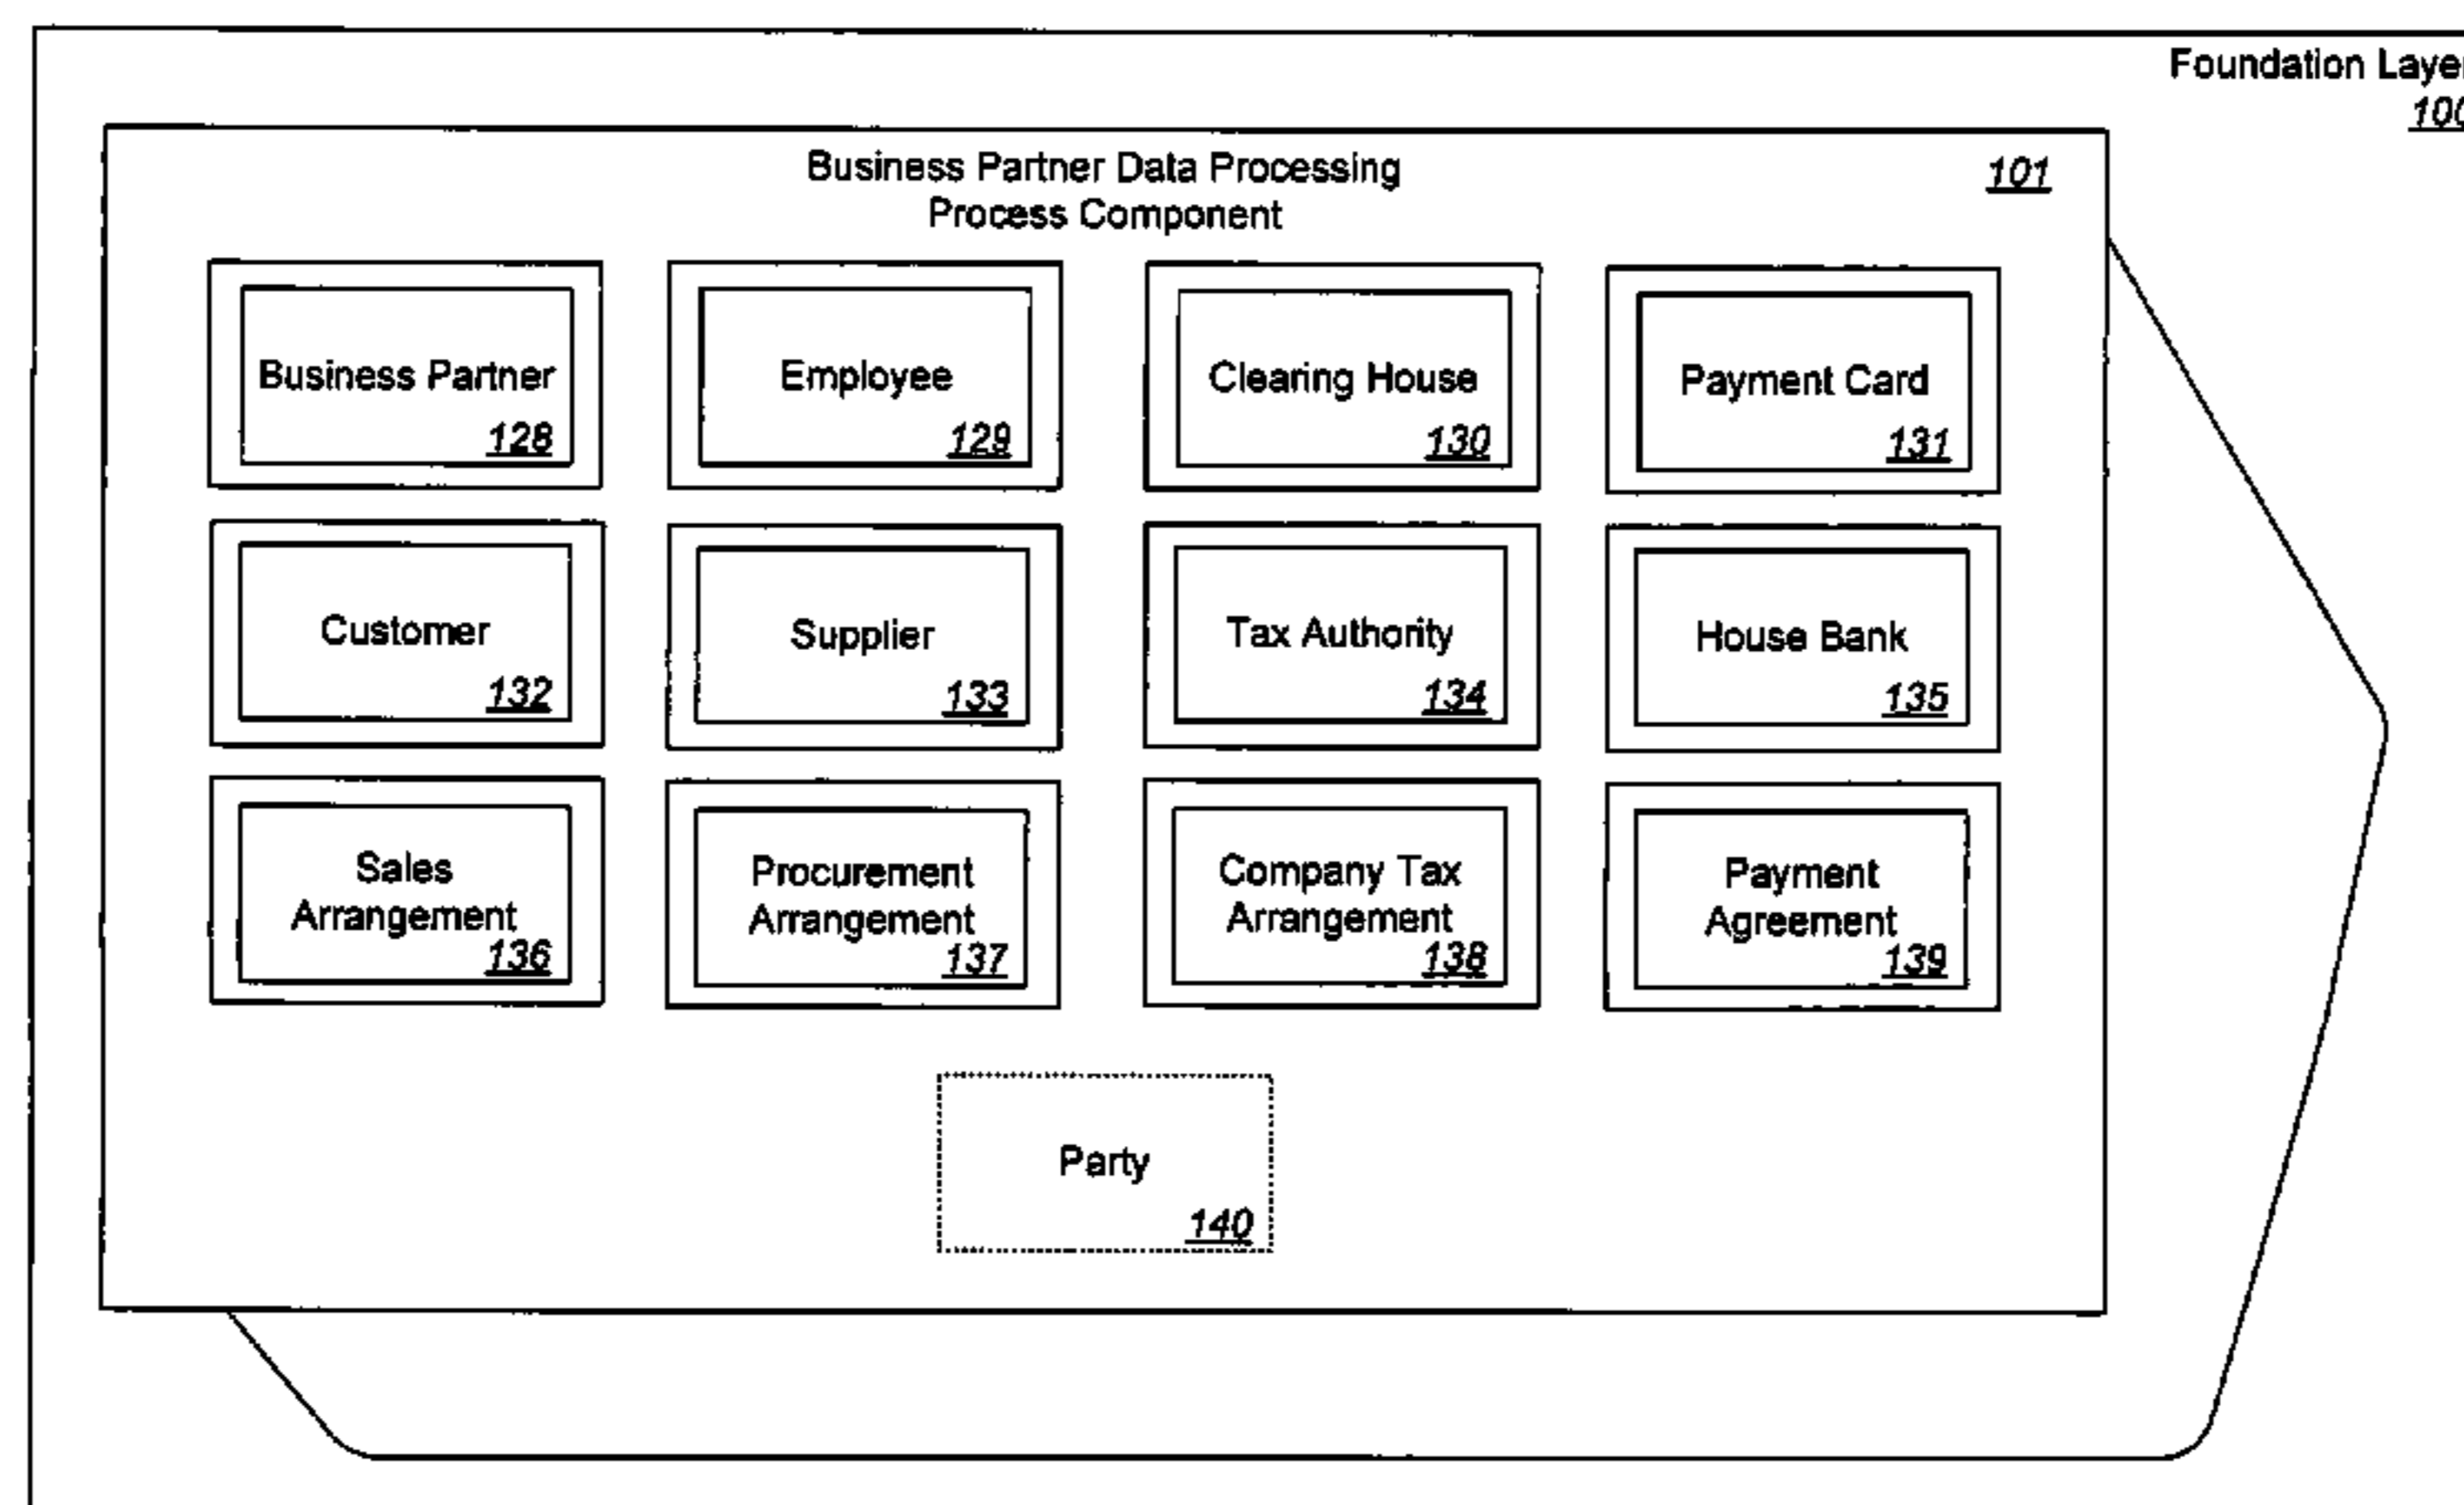 Foundation Layer
100
Business Partner Data Processing
Process Component
101
Business Partner
128
Employee
129
Clearing House
130
Payment Card
131
Customer
132
Supplier
133
Tax Authority
134
House Bank
135
Sales
Arrangement
136
Procurement
Arrangement
137
Company Tax
Arrangement
138
Payment
Agreement
139
Party
140